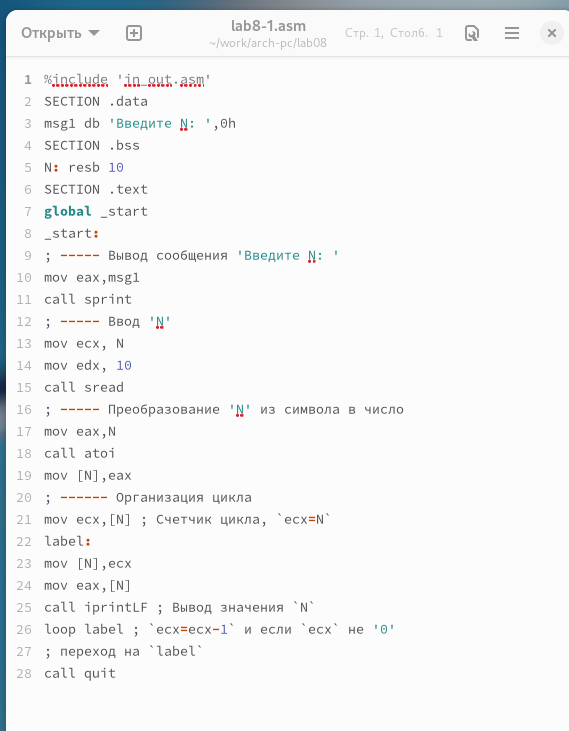 Открыть
lab8-1.asm
~/work/arch-pc/lab08
Стр. 1, Столб. 1
1 %include 'in_out.asm'
2 SECTION .data
3 msg1 db 'Введите N: ',0h
4 SECTION .bss
5 N: resb 10
6 SECTION .text
7 global _start
8 _start:
9 ; ----- Вывод сообщения 'Введите N: '
10 mov eax,msg1
11 call sprint
12 ; ----- Ввод 'N'
13 mov ecx, N
14 mov edx, 10
15 call sread
16 ; ----- Преобразование 'N' из символа в число
17 mov eax,N
18 call atoi
19 mov [N],eax
20 ; ------ Организация цикла
21 mov ecx,[N] ; Счетчик цикла, `ecx=N`
22 label:
23 mov [N],ecx
24 mov eax,[N]
25 call iprintLF ; Вывод значения `N`
26 loop label ; `ecx=ecx-1` и если `ecx` не '0'
27 ; переход на `label`
28 call quit